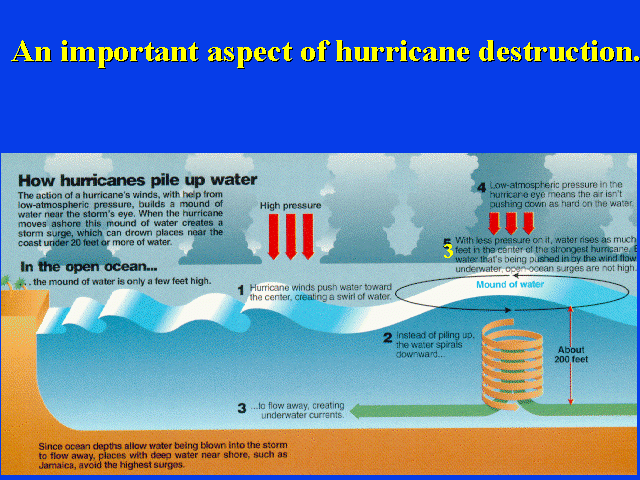 An important aspect of hurricane destruction.
How hurricanes pile up water
The action of a hurricane's winds, with help from
low-atmospheric pressure, builds a mound of
water near the storm's eye. When the hurricane
moves ashore this mound of water creates a
storm surge, which can drown places near the
coast under 20 feet or more of water.
In the open ocean...
.. the mound of water is only a few feet high.
High pressure
4 Low-atmospheric pressure in the
hurricane eye means the air isn't
pushing down as hard on the water.
3 With less pressure on it, water rises as much
feet in the center of the strongest hurricane.
water that's being pushed in by the wind flow
underwater, open-ocean surges are not high.
1 Hurricane winds push water toward
the center, creating a swirl of water.
Mound of water
2 Instead of piling up,
the water spirals
downward...
About
200 feet
3 ...to flow away, creating
underwater currents.
Since ocean depths allow water being blown into the storm
to flow away, places with deep water near shore, such as
Jamaica, avoid the highest surges.